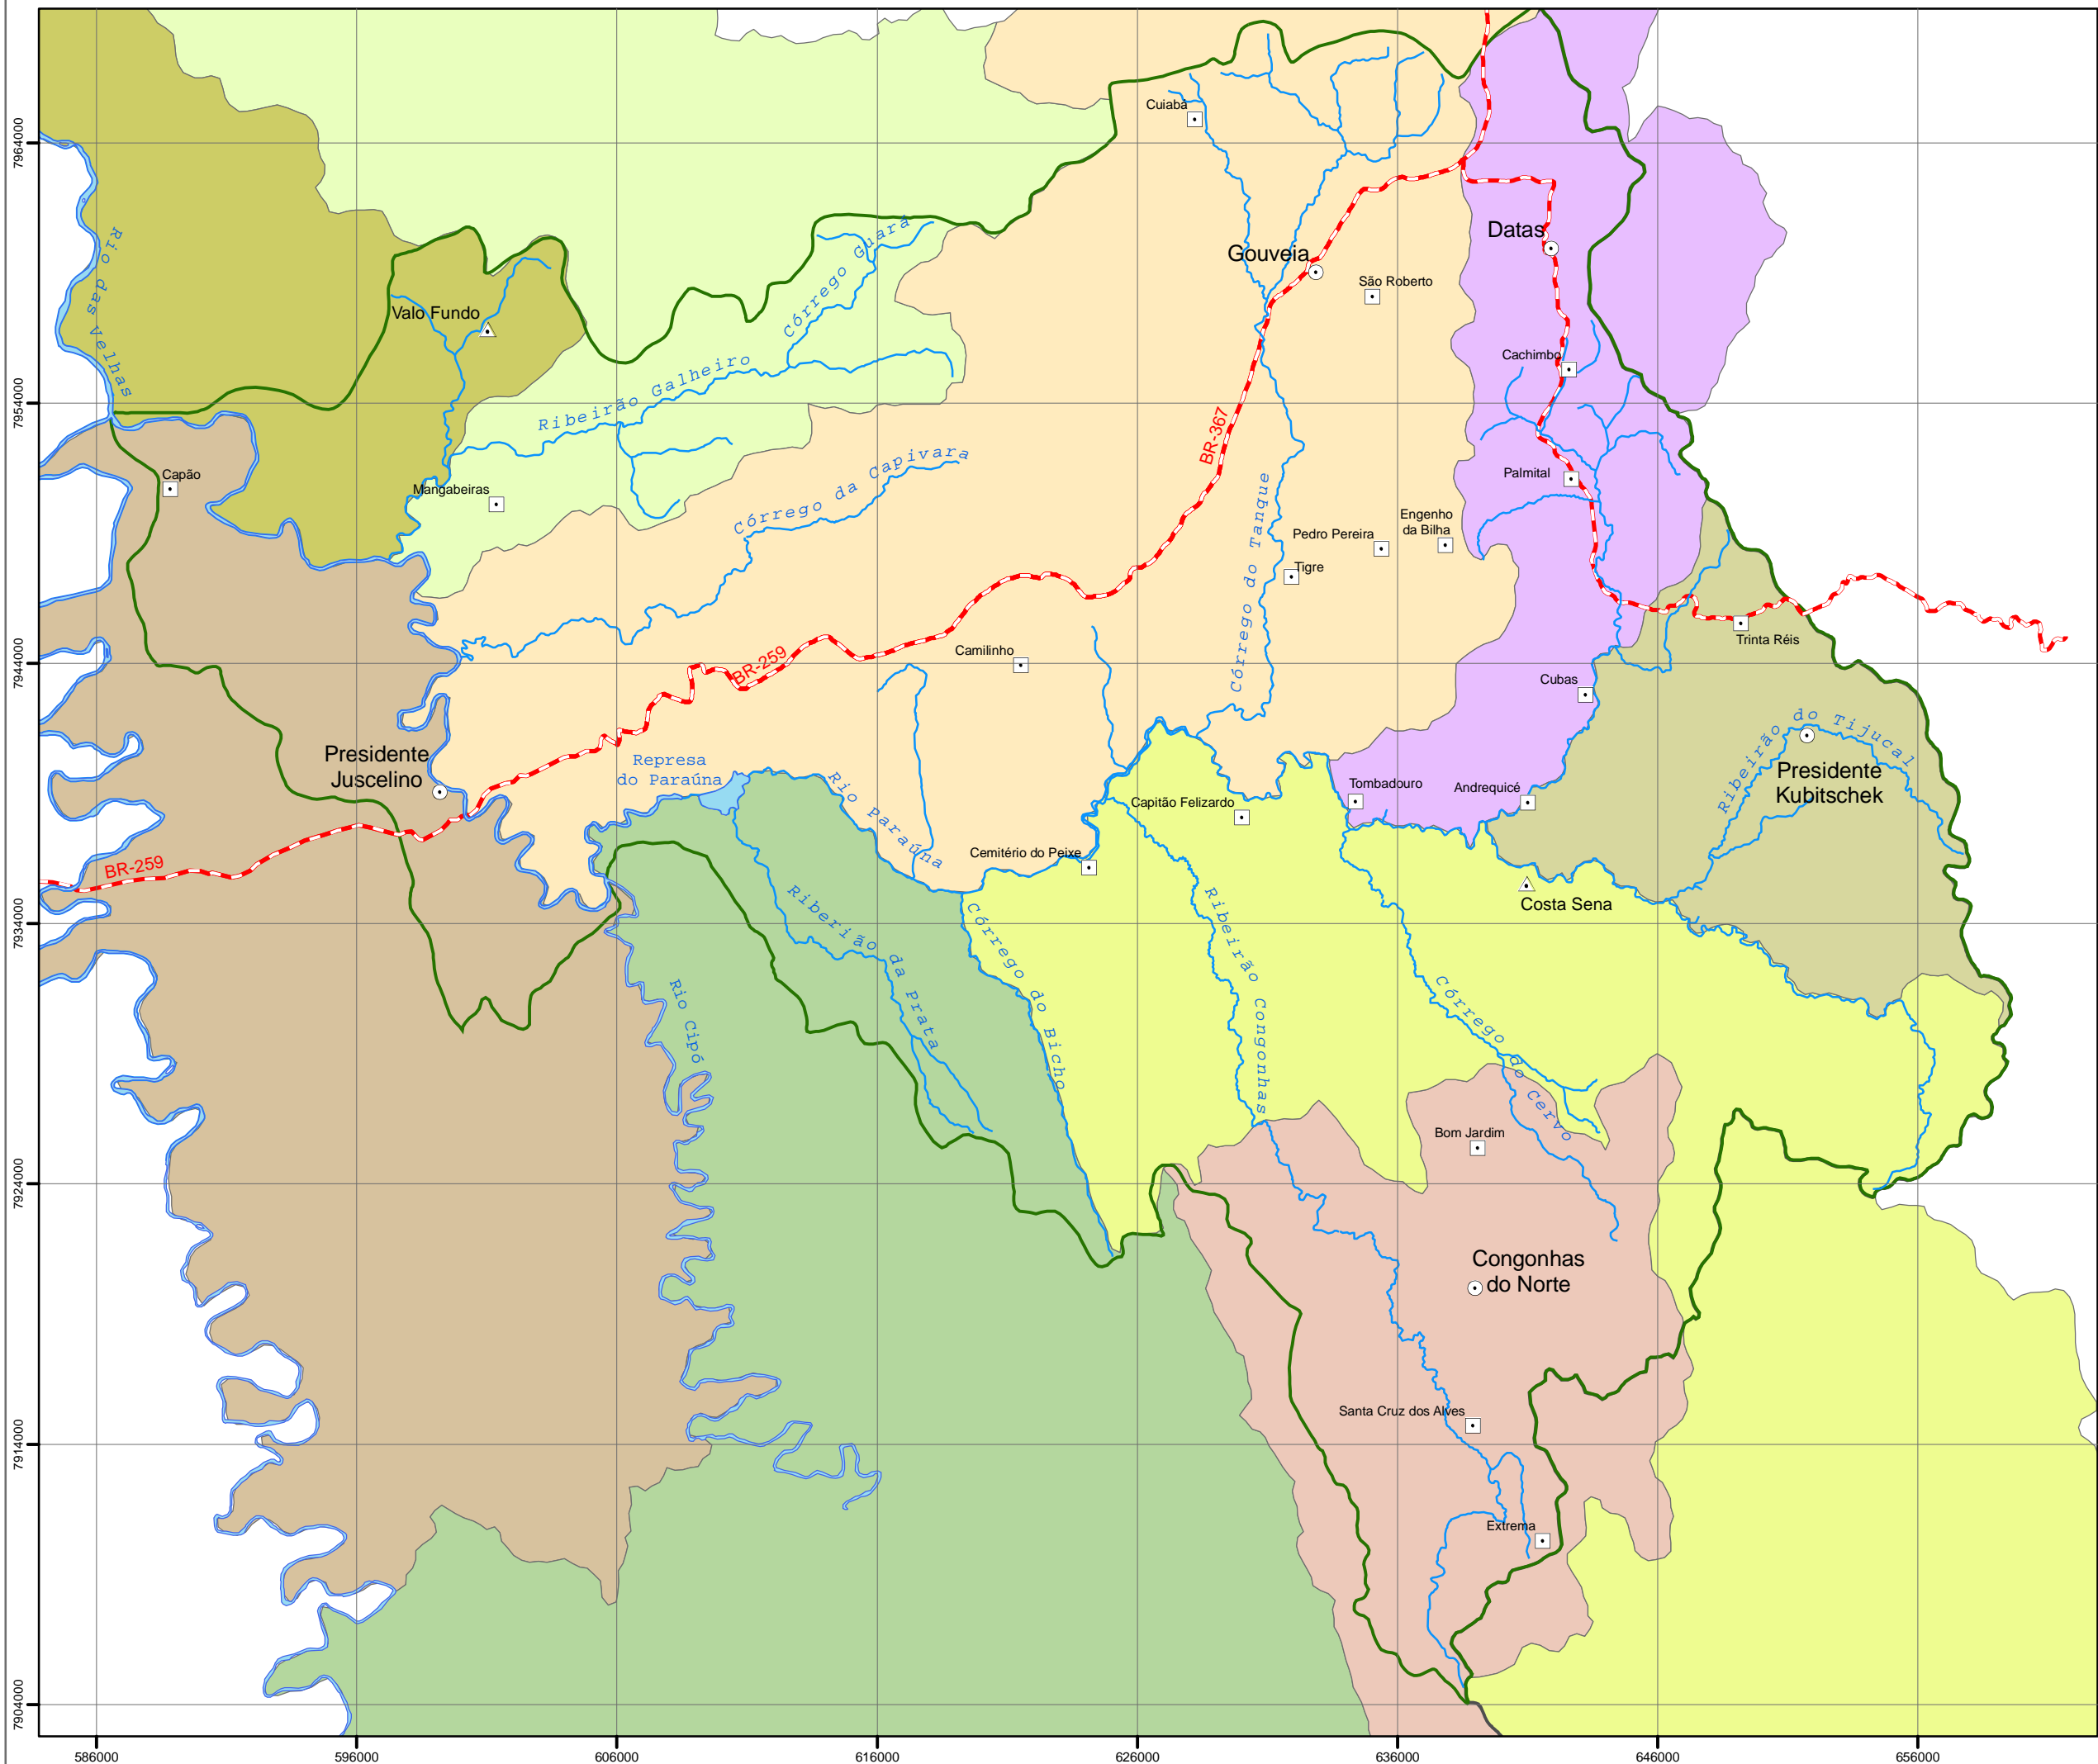 Cuiabá
Rio das Velhas
Córrego Guará
Gouveia
Datas
São Roberto
Valo Fundo
Cachimbo
Ribeirão Galheiro
BR-367
Córrego da Capivara
Capão
Mangabeiras
Palmital
Córrego do Tanque
Engenho
da Bilha
Pedro Pereira
Tigre
Trinta Réis
Camilinho
BR-259
Cubas
Ribeirão do Tijucal
Presidente
Juscelino
Represa
do Paraúna
Rio Paraúna
Presidente
Kubitschek
Tombadouro
Andrequicé
Capitão Felizardo
BR-259
Cemitério do Peixe
Costa Sena
Riberião da Prata
Córrego do Bicho
Ribeirão Congonhas
Rio Cipó
Córrego do Cervo
Bom Jardim
Congonhas
do Norte
Santa Cruz dos Alves
Extrema
7964000
7954000
7944000
7934000
7924000
7914000
7904000
586000
596000
606000
616000
626000
636000
646000
656000